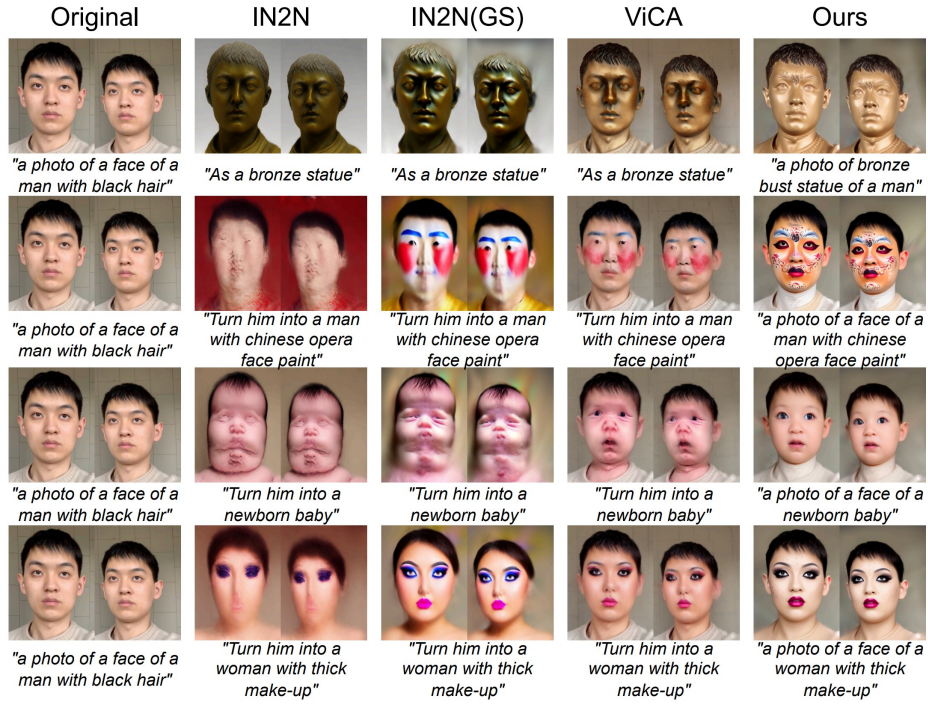 Original IN2N IN2N(GS) ViCA Ours
"a photo of a face of a
man with black hair"
"As a bronze statue"
"As a bronze statue"
"As a bronze statue"
"a photo of bronze
bust statue of a man"
"a photo of a face of a
man with black hair"
"Turn him into a man
with chinese opera
face paint"
"Turn him into a man
with chinese opera
face paint"
"Turn him into a man
with chinese opera
face paint"
"a photo of a face of a
man with chinese
opera face paint"
"a photo of a face of a
man with black hair"
"Turn him into a
newborn baby"
"Turn him into a
newborn baby"
"Turn him into a
newborn baby"
"a photo of a face of a
newborn baby"
"a photo of a face of a
man with black hair"
"Turn him into a
woman with thick
make-up"
"Turn him into a
woman with thick
make-up"
"Turn him into a
woman with thick
make-up"
"a photo of a face of a
woman with thick
make-up"